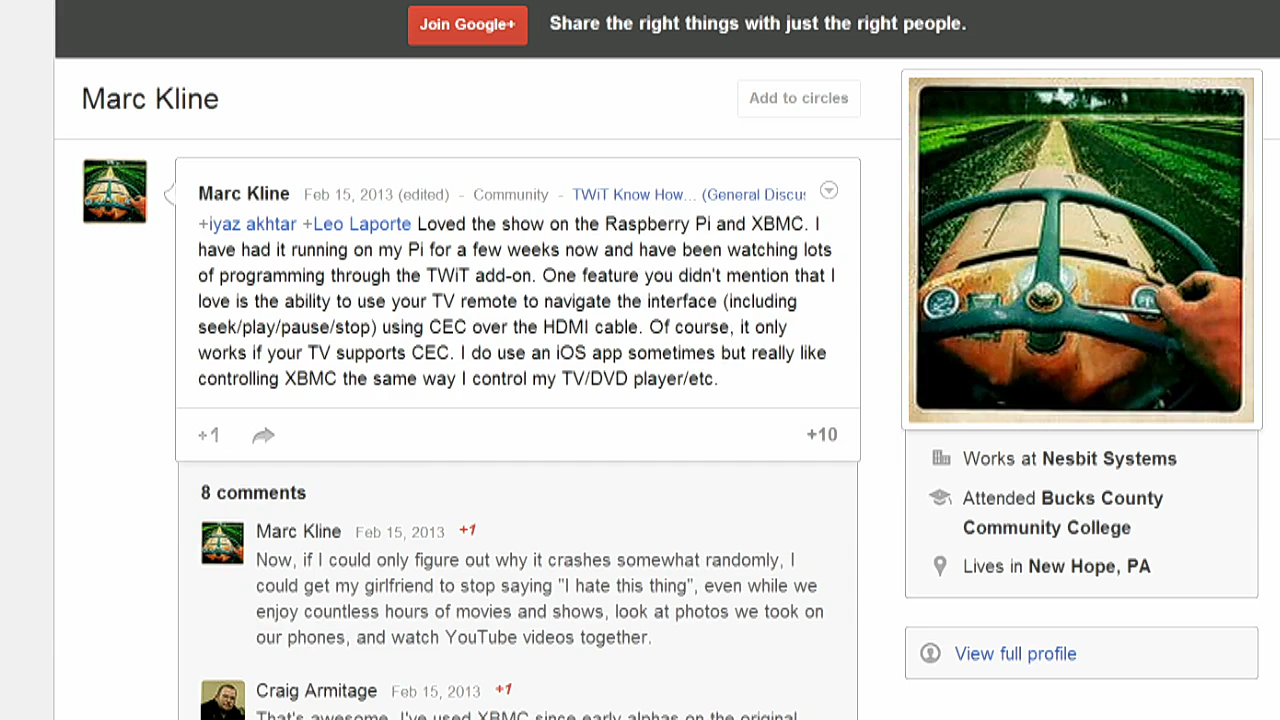 Join Google+ Share the right things with just the right people.
Marc Kline
Add to circles
Marc Kline Feb 15, 2013 (edited) - Community - TWiT Know How... (General Discus
+iyaz akhtar +Leo Laporte Loved the show on the Raspberry Pi and XBMC. I
have had it running on my Pi for a few weeks now and have been watching lots
of programming through the TWiT add-on. One feature you didn't mention that I
love is the ability to use your TV remote to navigate the interface (including
seek/play/pause/stop) using CEC over the HDMI cable. Of course, it only
works if your TV supports CEC. I do use an iOS app sometimes but really like
controlling XBMC the same way I control my TV/DVD player/etc.
+1
+10
8 comments
Marc Kline Feb 15, 2013 +1
Now, if I could only figure out why it crashes somewhat randomly, I
could get my girlfriend to stop saying "I hate this thing", even while we
enjoy countless hours of movies and shows, look at photos we took on
our phones, and watch YouTube videos together.
Craig Armitage Feb 15, 2013 +1
That's awesome. I've used XBMC since early alphas on the original
Works at Nesbit Systems
Attended Bucks County
Community College
Lives in New Hope, PA
View full profile